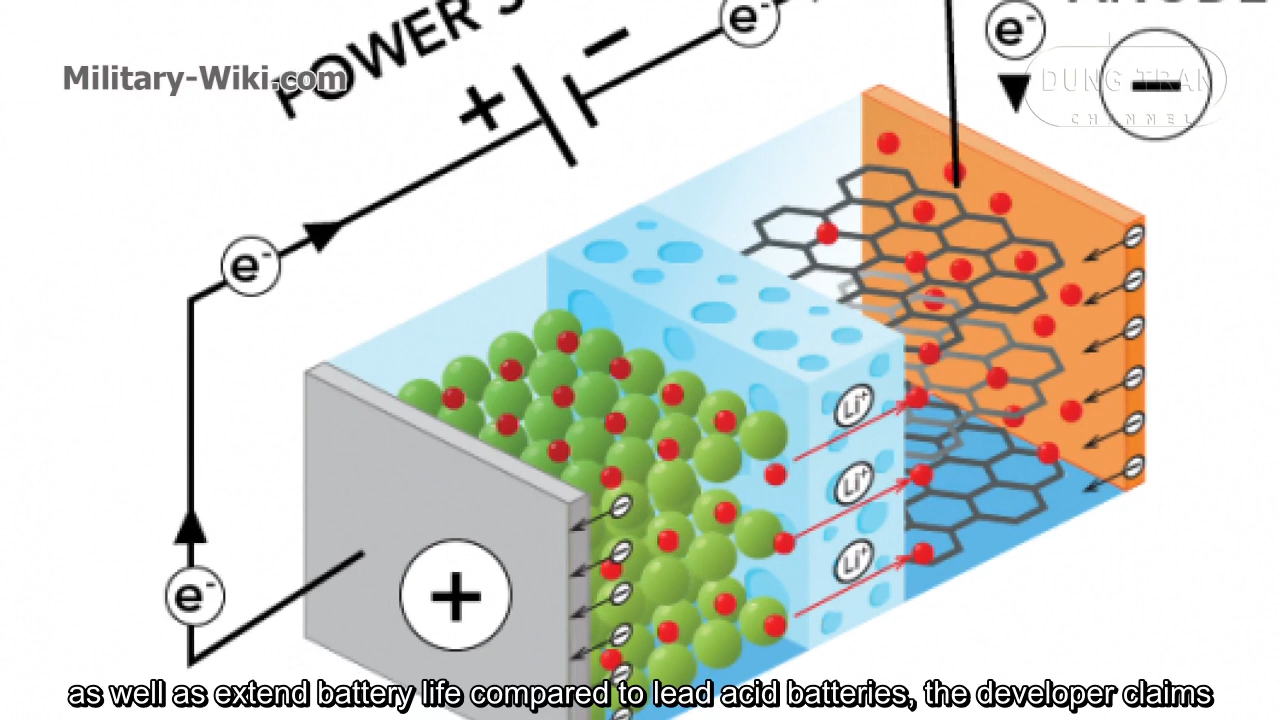 POWER S
Military-Wiki.com
e-
ANODE
e-
DUNG TRAN
CHANNEL
+
−
−
e-
Li+
Li+
Li+
e-
+
as well as extend battery life compared to lead acid batteries, the developer claims